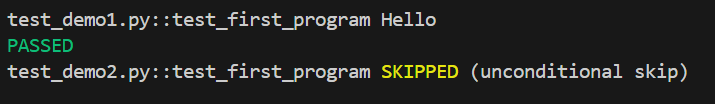 test_demo1.py::test_first_program Hello
PASSED
test_demo2.py::test_first_program SKIPPED (unconditional skip)